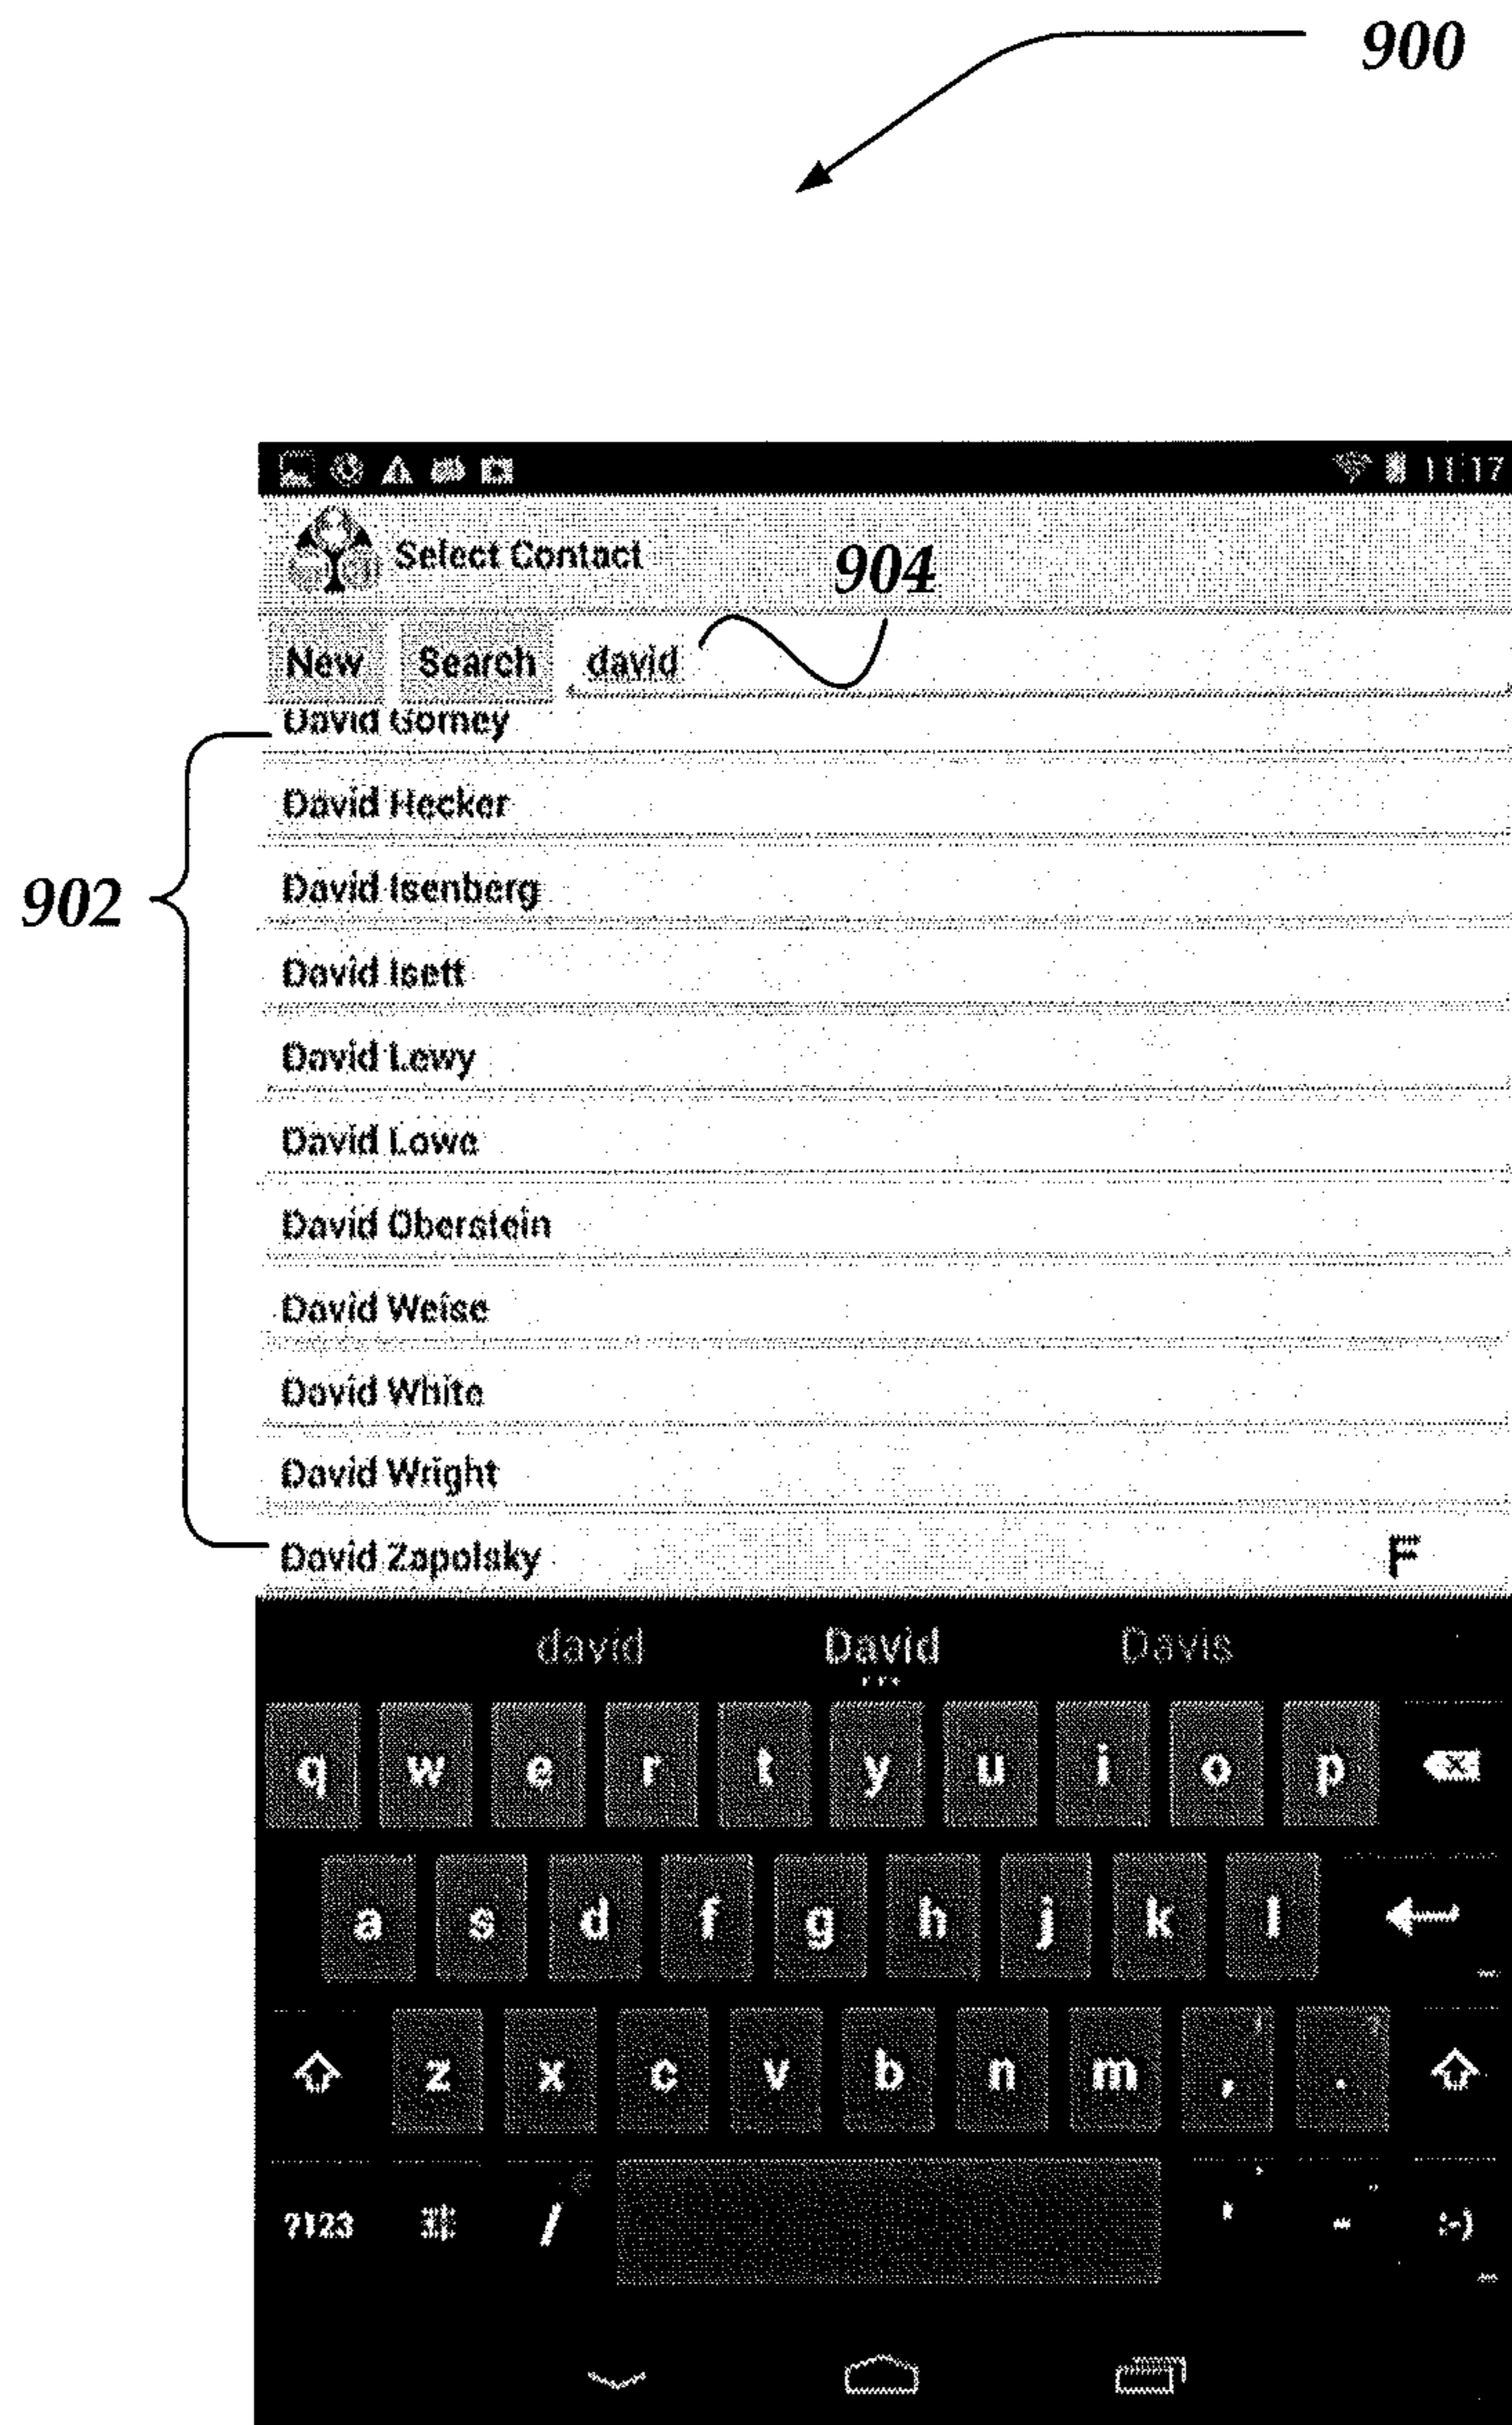 900
11:17
Select Contact
904
New Search david
David Gorney
David Hecker
902
David Isenberg
David Isett
David Lewy
David Lowe
David Oberstein
David Weise
David White
David Wright
David Zapolsky F
david David Davis
q w e r t y u i o p
a s d f g h j k l
z x c v b n m , .
?123 # / ' - :-)